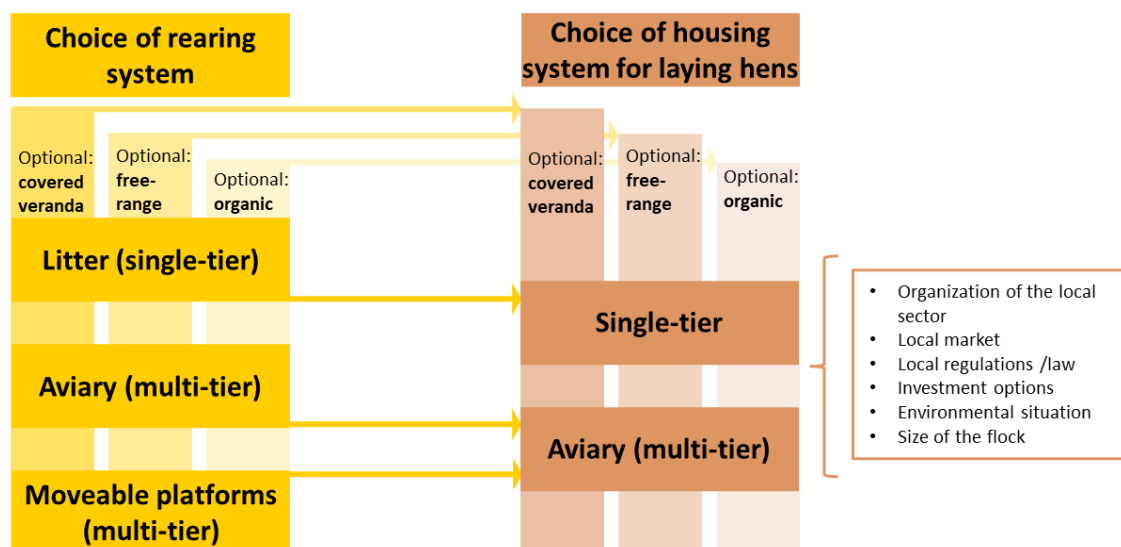 Choice of rearing
system
Choice of housing
system for laying hens
Optional:
covered
veranda
Optional:
free-
range
Optional:
organic
Optional:
covered
veranda
Optional:
free-
range
Optional:
organic
Litter (single-tier)
Aviary (multi-tier)
Moveable platforms
(multi-tier)
Single-tier
Aviary (multi-tier)
• Organization of the local
sector
• Local market
• Local regulations /law
• Investment options
• Environmental situation
• Size of the flock